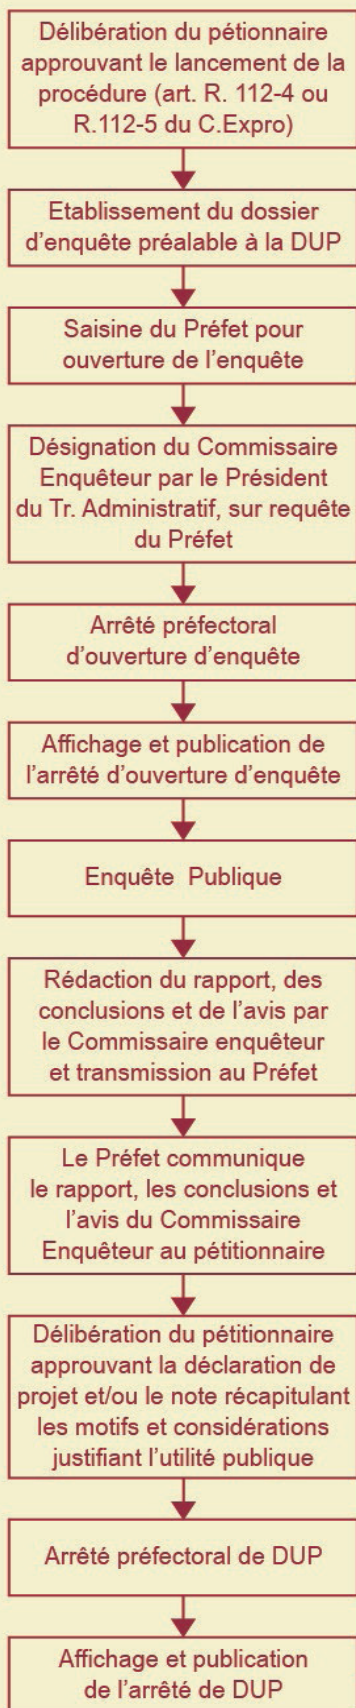 Délibération du pétionnaire
approuvant le lancement de la
procédure (art. R. 112-4 ou
R.112-5 du C.Expro)
Etablissement du dossier
d'enquête préalable à la DUP
Saisine du Préfet pour
ouverture de l'enquête
Désignation du Commissaire
Enquêteur par le Président
du Tr. Administratif, sur requête
du Préfet
Arrêté préfectoral
d'ouverture d'enquête
Affichage et publication de
l'arrêté d'ouverture d'enquête
Enquête Publique
Rédaction du rapport, des
conclusions et de l'avis par
le Commissaire enquêteur
et transmission au Préfet
Le Préfet communique
le rapport, les conclusions et
l'avis du Commissaire
Enquêteur au pétitionnaire
Délibération du pétitionnaire
approuvant la déclaration de
projet et/ou le note récapitulant
les motifs et considérations
justifiant l'utilité publique
Arrêté préfectoral de DUP
Affichage et publication
de l'arrêté de DUP